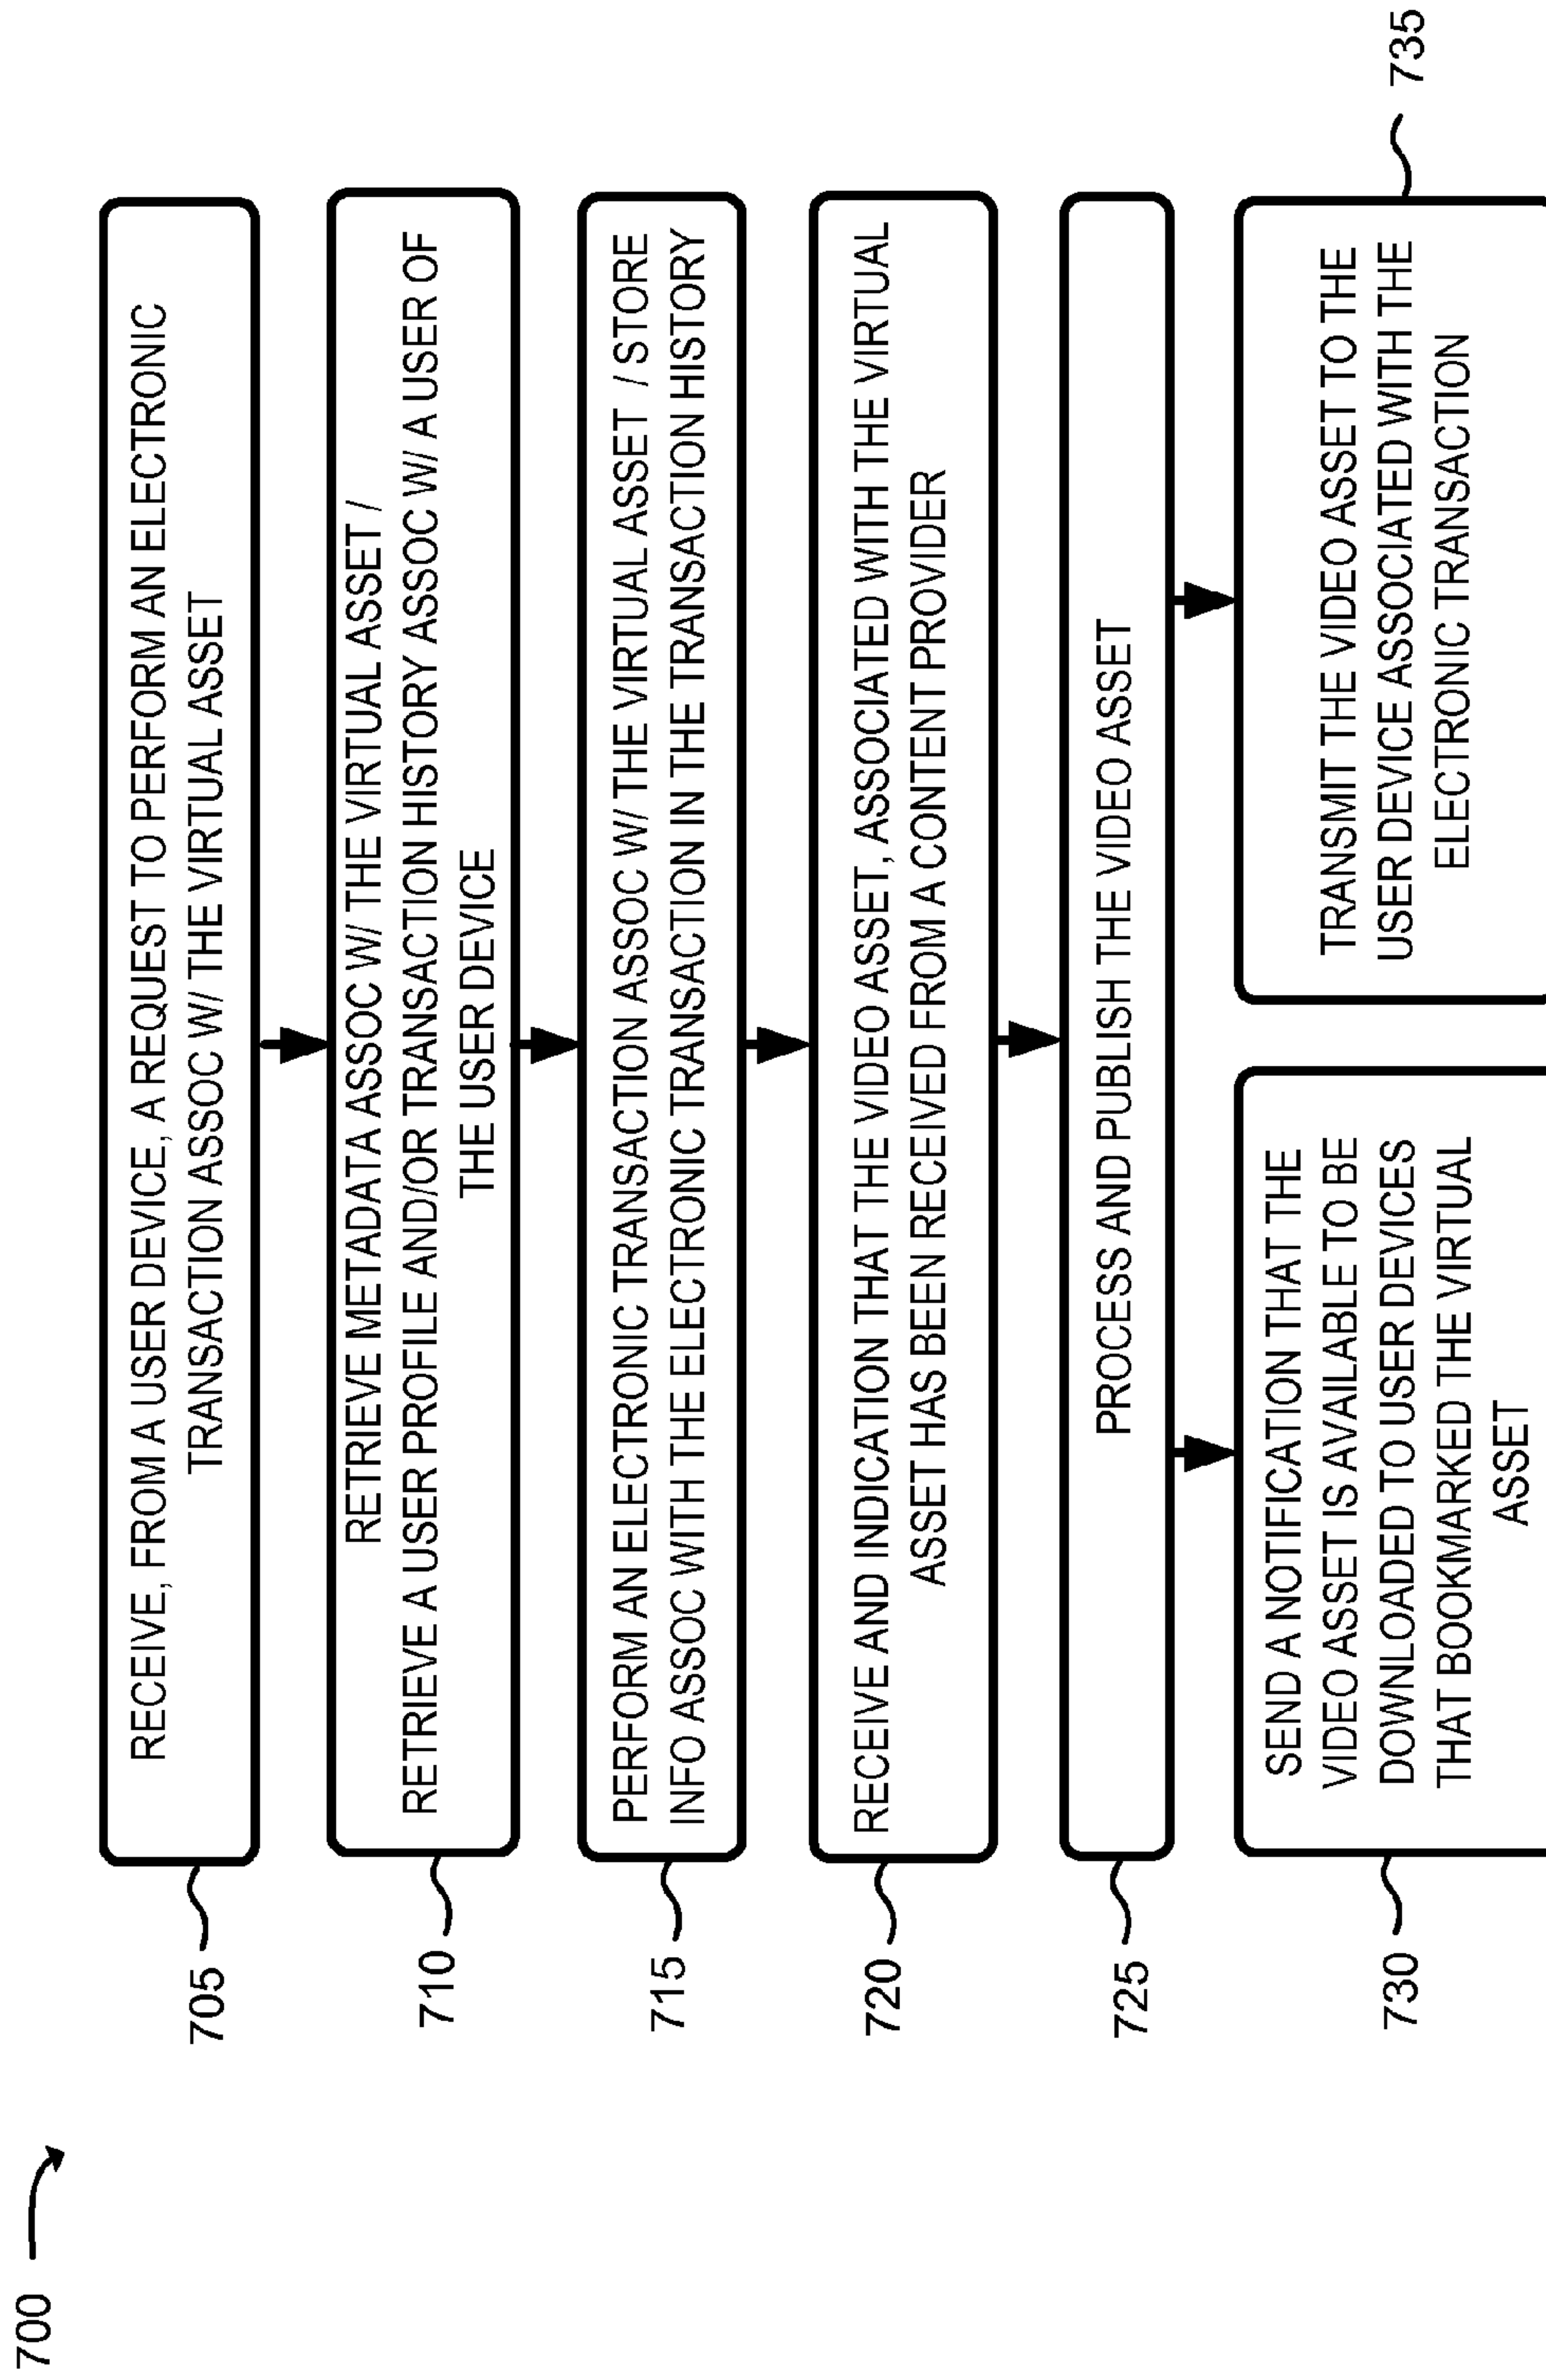 700
705
RECEIVE, FROM A USER DEVICE, A REQUEST TO PERFORM AN ELECTRONIC
TRANSACTION ASSOC W/ THE VIRTUAL ASSET
710
RETRIEVE METADATA ASSOC W/ THE VIRTUAL ASSET /
RETRIEVE A USER PROFILE AND/OR TRANSACTION HISTORY ASSOC W/ A USER OF
THE USER DEVICE
715
PERFORM AN ELECTRONIC TRANSACTION ASSOC W/ THE VIRTUAL ASSET / STORE
INFO ASSOC WITH THE ELECTRONIC TRANSACTION IN THE TRANSACTION HISTORY
720
RECEIVE AND INDICATION THAT THE VIDEO ASSET, ASSOCIATED WITH THE VIRTUAL
ASSET HAS BEEN RECEIVED FROM A CONTENT PROVIDER
725
PROCESS AND PUBLISH THE VIDEO ASSET
730
SEND A NOTIFICATION THAT THE
VIDEO ASSET IS AVAILABLE TO BE
DOWNLOADED TO USER DEVICES
THAT BOOKMARKED THE VIRTUAL
ASSET
TRANSMIT THE VIDEO ASSET TO THE
USER DEVICE ASSOCIATED WITH THE
ELECTRONIC TRANSACTION
735